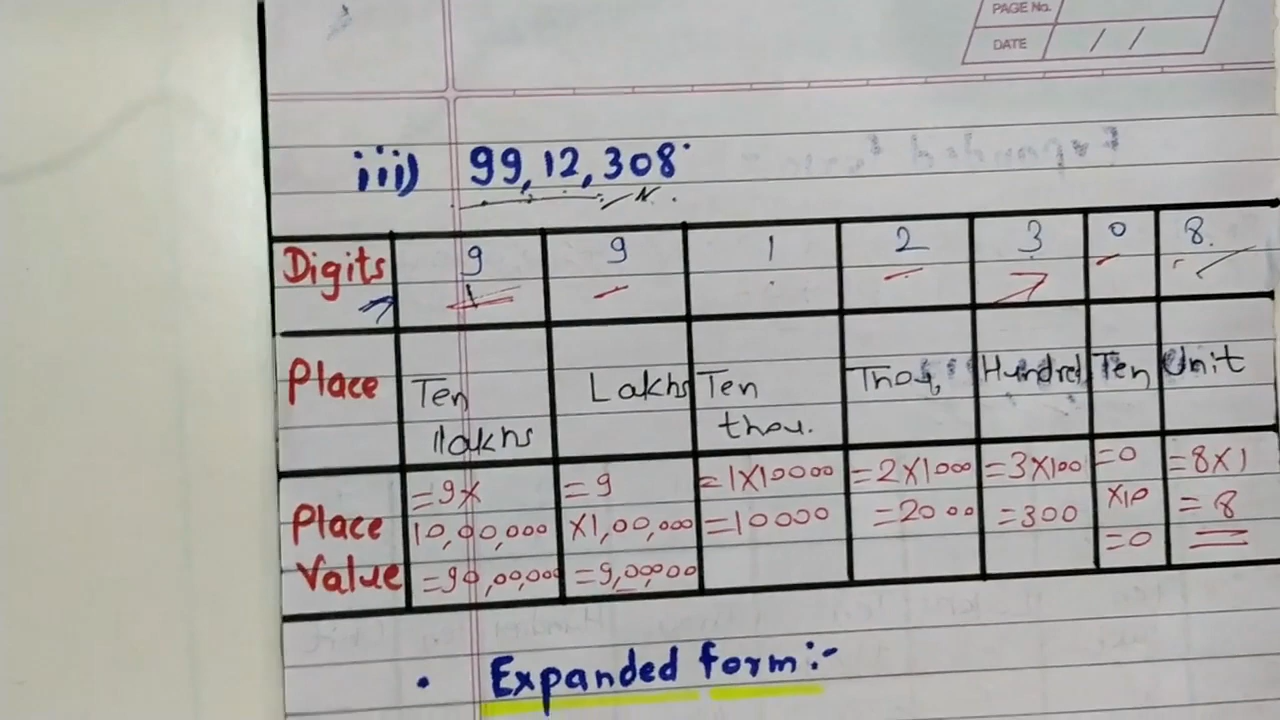 PAGE No.
DATE / /
iii) 99,12,308
Digits 9 9 1 2 3 0 8
Place Ten lakhs Lakhs Ten thou. Thou. Hundred Ten Unit
Place Value
=9×10,00,000 =90,00,000
=9×1,00,000 =9,00,000
=1×10000 =10000
=2×1000 =2000
=3×100 =300
=0×10 =0
=8×1 =8
• Expanded form:-